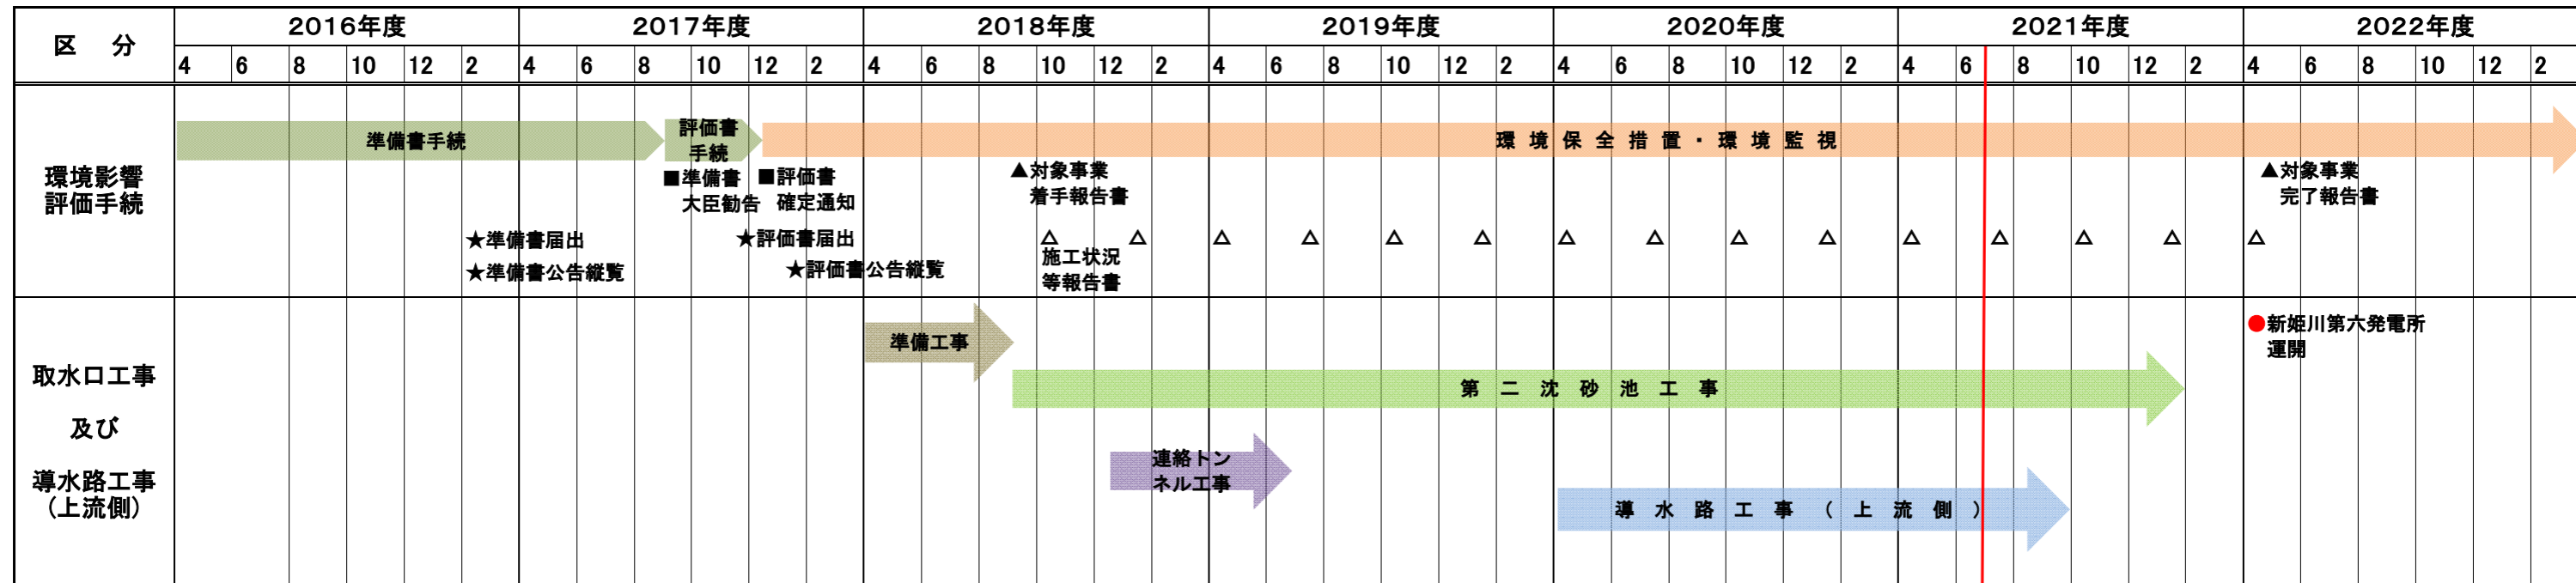 区 分
2016年度 2017年度 2018年度 2019年度 2020年度 2021年度 2022年度
4 6 8 10 12 2 4 6 8 10 12 2 4 6 8 10 12 2 4 6 8 10 12 2 4 6 8 10 12 2 4 6 8 10 12 2 4 6 8 10 12 2
環境影響
評価手続
準備書手続
評価書
手続
環境保全措置・環境監視
■準備書
大臣勧告
■評価書
確定通知
▲対象事業
着手報告書
▲対象事業
完了報告書
★準備書届出
★評価書届出
△ △ △ △ △ △ △ △ △ △ △ △ △ △ △
施工状況
等報告書
★準備書公告縦覧
★評価書公告縦覧
取水口工事
及び
導水路工事
(上流側)
準備工事
●新姫川第六発電所
運開
第二沈砂池工事
連絡トン
ネル工事
導水路工事(上流側)